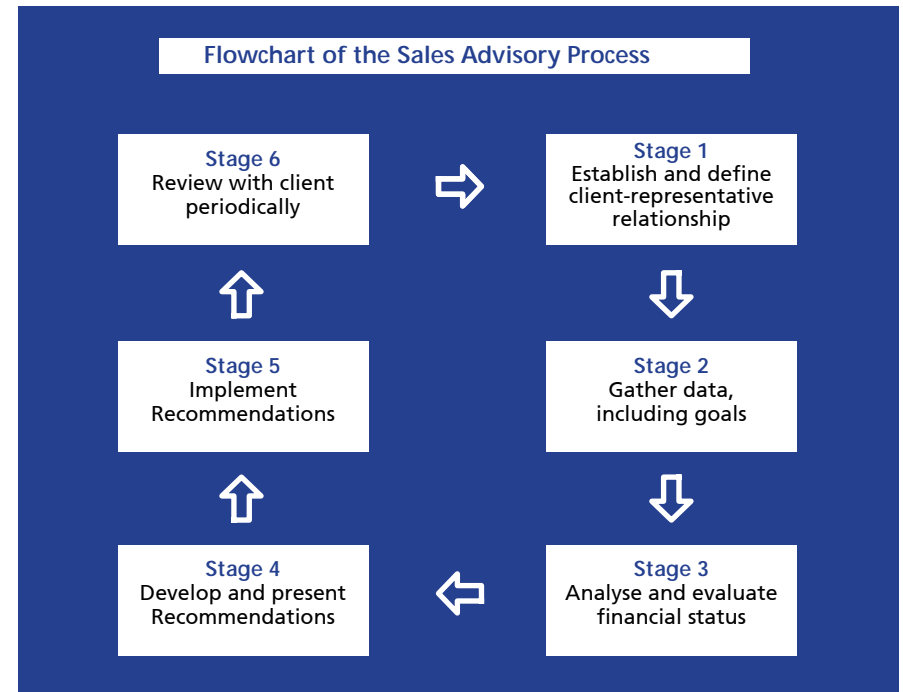 Flowchart of the Sales Advisory Process
Stage 6
Review with client
periodically
Stage 1
Establish and define
client-representative
relationship
Stage 5
Implement
Recommendations
Stage 2
Gather data,
including goals
Stage 4
Develop and present
Recommendations
Stage 3
Analyse and evaluate
financial status